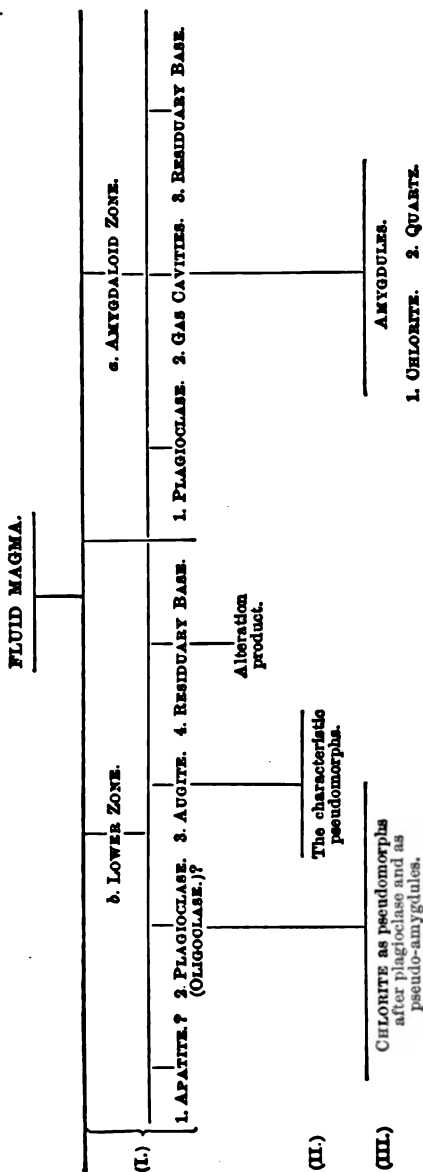 FLUID MAGMA.
b. LOWER ZONE.
a. AMYGDALOID ZONE.
(I.)
1. APATITE.? 2. PLAGIOCLASE. 3. AUGITE. 4. RESIDUARY BASE.
(OLIGOCLASE.)?
1. PLAGIOCLASE. 2. GAS CAVITIES. 3. RESIDUARY BASE.
Alteration
product.
(II.)
The characteristic
pseudomorphs.
(III.)
CHLORITE as pseudomorphs
after plagioclase and as
pseudo-amygdules.
AMYGDULES.
1. CHLORITE. 2. QUARTZ.